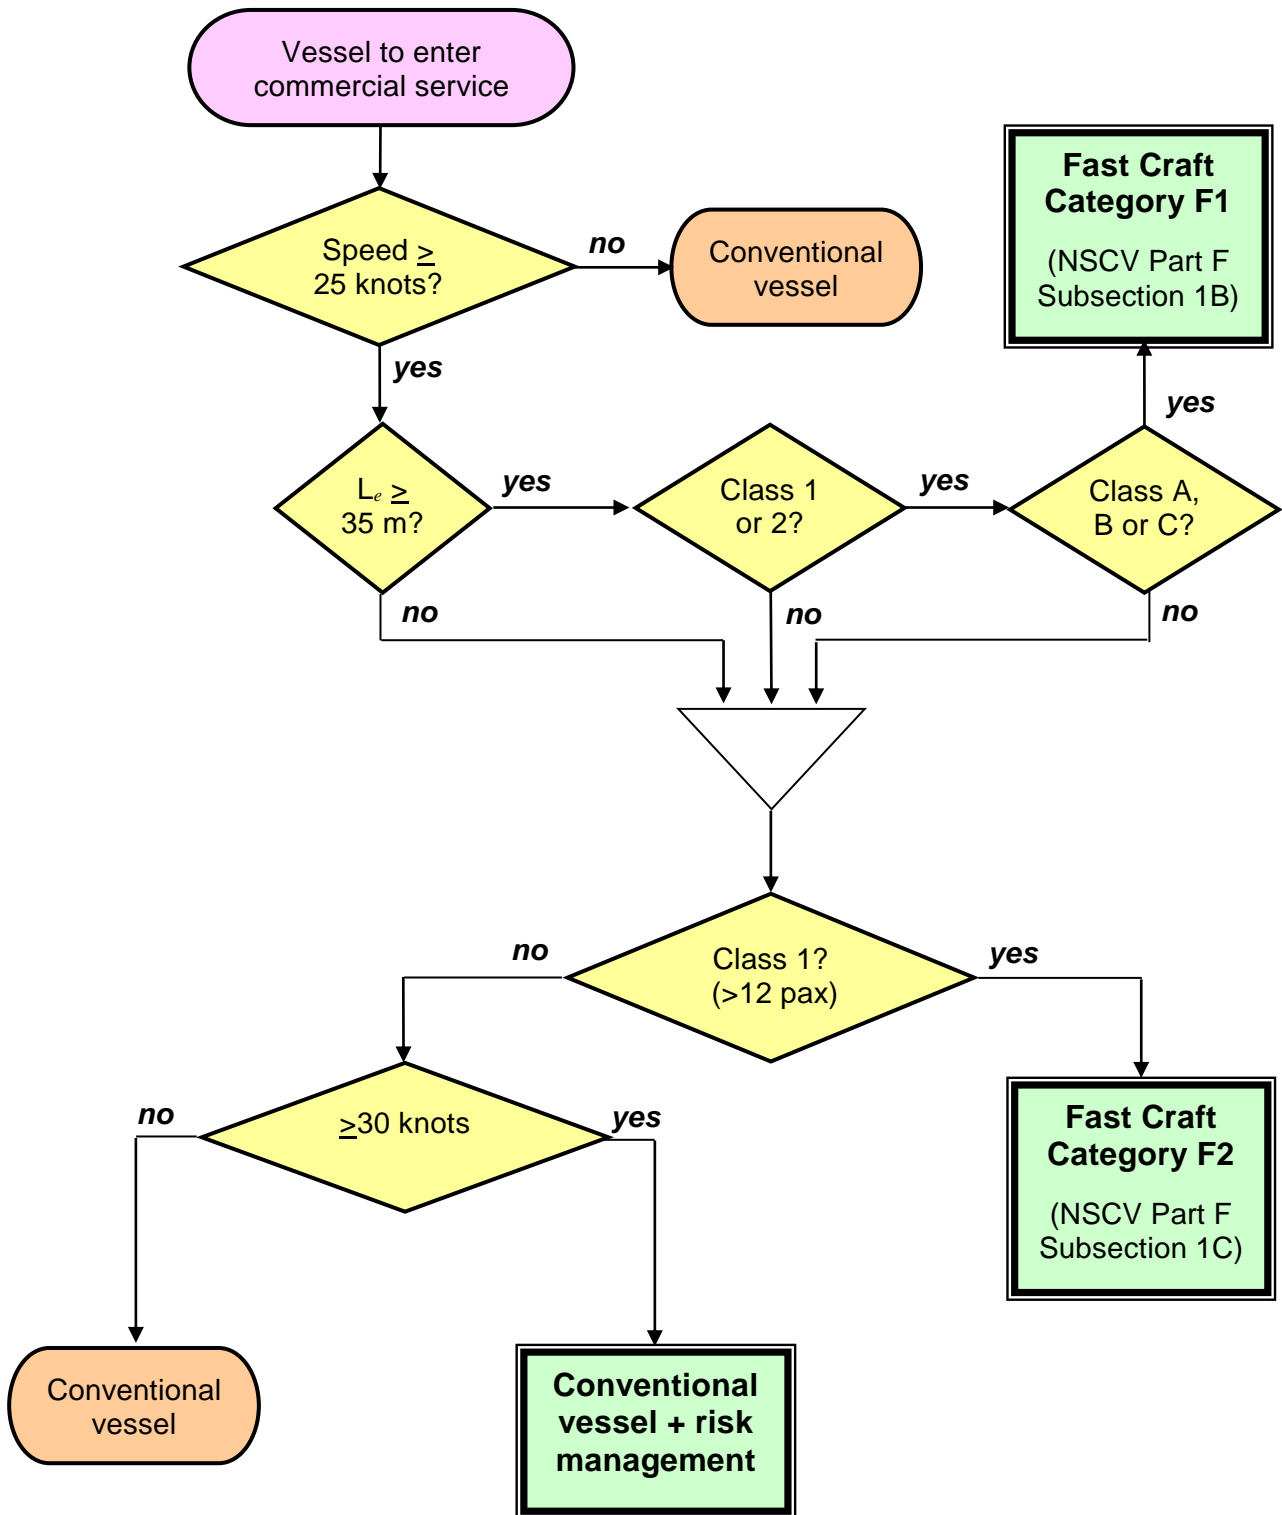 Vessel to enter
commercial service
Speed ≥
25 knots?
no
Conventional
vessel
Fast Craft
Category F1
(NSCV Part F
Subsection 1B)
yes
yes
Le ≥
35 m?
yes
Class 1
or 2?
yes
Class A,
B or C?
no
no
no
Class 1?
(>12 pax)
no
yes
≥30 knots
no
yes
Fast Craft
Category F2
(NSCV Part F
Subsection 1C)
Conventional
vessel
Conventional
vessel + risk
management